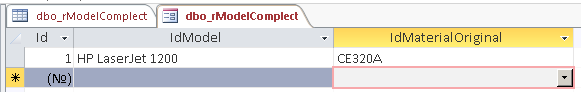 dbo_rModelComplect dbo_rModelComplect
Id IdModel IdMaterialOriginal
1 HP LaserJet 1200 CE320A
* (№)